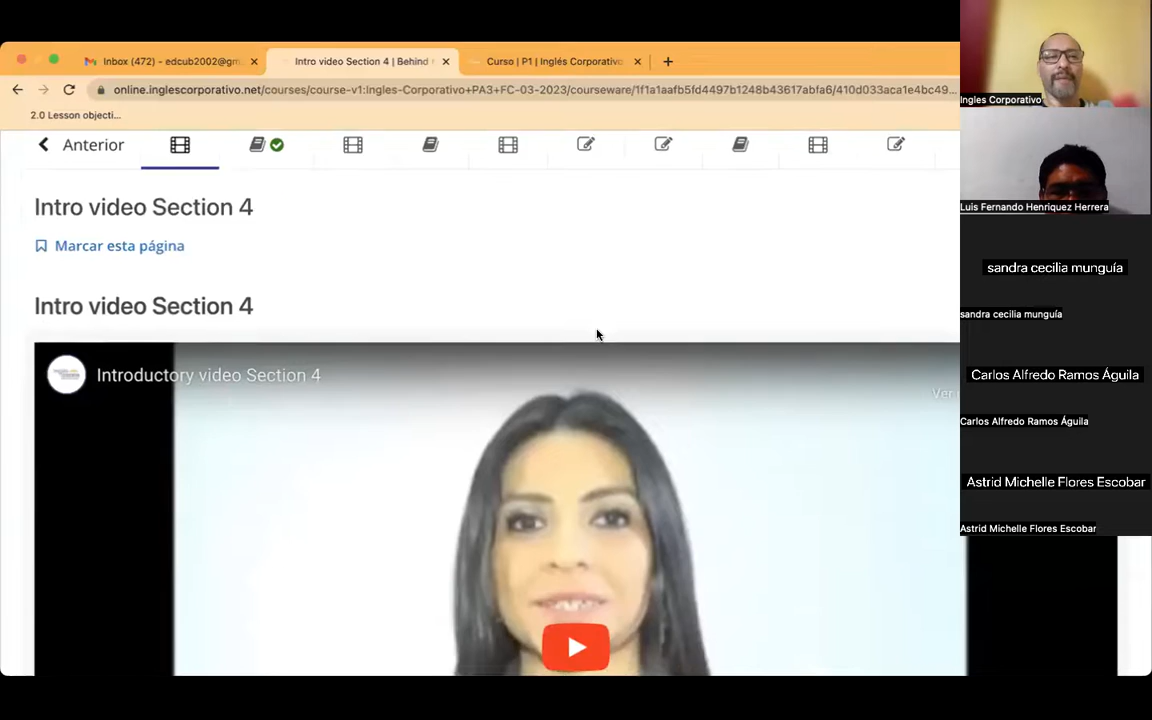 Inbox (472) - edcub2002@gm
Intro video Section 4 | Behind
Curso | P1 | Inglés Corporativo
online.inglescorporativo.net/courses/course-v1:Ingles-Corporativo+PA3+FC-03-2023/courseware/1f1a1aafb5fd4497b1248b43617abfa6/410d033aca1e4bc49...
2.0 Lesson objecti...
Anterior
Intro video Section 4
Marcar esta página
Intro video Section 4
Introductory video Section 4
Ver
Ingles Corporativo
Luis Fernando Henriquez Herrera
sandra cecilia munguía
sandra cecilia munguía
Carlos Alfredo Ramos Águila
Carlos Alfredo Ramos Águila
Astrid Michelle Flores Escobar
Astrid Michelle Flores Escobar